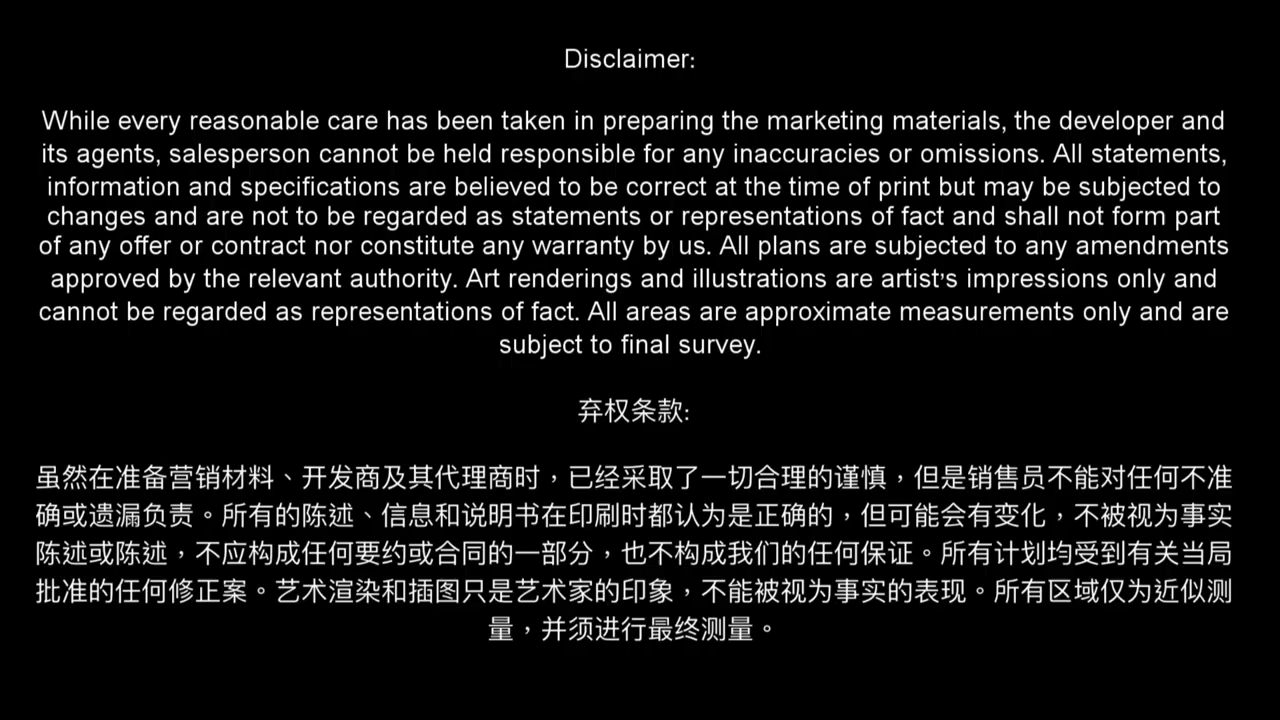 Disclaimer:
While every reasonable care has been taken in preparing the marketing materials, the developer and
its agents, salesperson cannot be held responsible for any inaccuracies or omissions. All statements,
information and specifications are believed to be correct at the time of print but may be subjected to
changes and are not to be regarded as statements or representations of fact and shall not form part
of any offer or contract nor constitute any warranty by us. All plans are subjected to any amendments
approved by the relevant authority. Art renderings and illustrations are artist's impressions only and
cannot be regarded as representations of fact. All areas are approximate measurements only and are
subject to final survey.
弃权条款:
虽然在准备营销材料、开发商及其代理商时，已经采取了一切合理的谨慎，但是销售员不能对任何不准
确或遗漏负责。所有的陈述、信息和说明书在印刷时都认为是正确的，但可能会有变化，不被视为事实
陈述或陈述，不应构成任何要约或合同的一部分，也不构成我们的任何保证。所有计划均受到有关当局
批准的任何修正案。艺术渲染和插图只是艺术家的印象，不能被视为事实的表现。所有区域仅为近似测
量，并须进行最终测量。